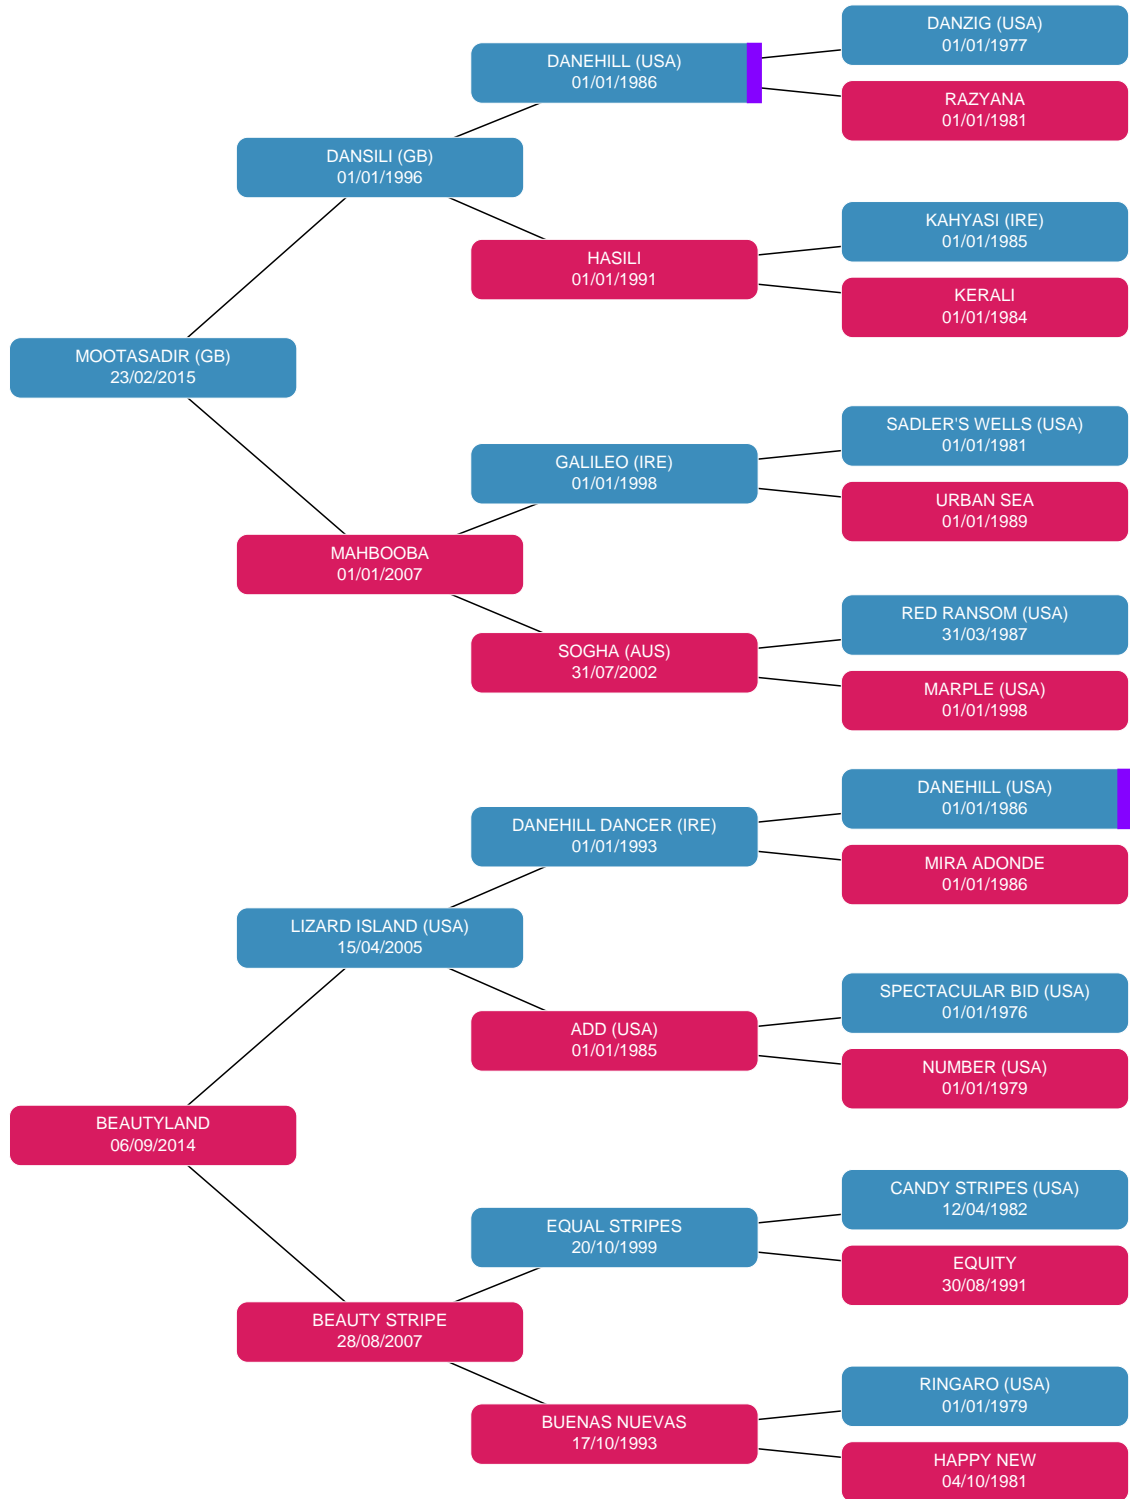 DANZIG (USA)
01/01/1977
DANEHILL (USA)
01/01/1986
RAZYANA
01/01/1981
DANSILI (GB)
01/01/1996
KAHYASI (IRE)
01/01/1985
HASILI
01/01/1991
KERALI
01/01/1984
MOOTASADIR (GB)
23/02/2015
SADLER'S WELLS (USA)
01/01/1981
GALILEO (IRE)
01/01/1998
URBAN SEA
01/01/1989
MAHBOOBA
01/01/2007
RED RANSOM (USA)
31/03/1987
SOGHA (AUS)
31/07/2002
MARPLE (USA)
01/01/1998
DANEHILL (USA)
01/01/1986
DANEHILL DANCER (IRE)
01/01/1993
MIRA ADONDE
01/01/1986
LIZARD ISLAND (USA)
15/04/2005
SPECTACULAR BID (USA)
01/01/1976
ADD (USA)
01/01/1985
NUMBER (USA)
01/01/1979
BEAUTYLAND
06/09/2014
CANDY STRIPES (USA)
12/04/1982
EQUAL STRIPES
20/10/1999
EQUITY
30/08/1991
BEAUTY STRIPE
28/08/2007
RINGARO (USA)
01/01/1979
BUENAS NUEVAS
17/10/1993
HAPPY NEW
04/10/1981